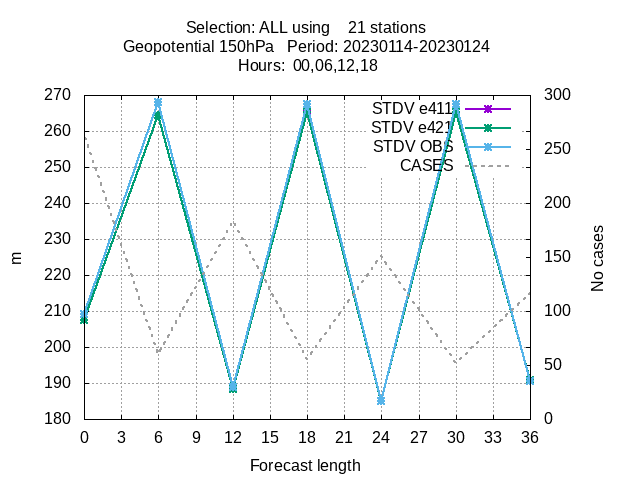 Selection: ALL using 21 stations
Geopotential 150hPa Period: 20230114-20230124
Hours: 00,06,12,18
270
260
250
240
230
220
210
200
190
180
m
300
250
200
150
100
50
0
No cases
STDV e411
STDV e421
STDV OBS
CASES
0 3 6 9 12 15 18 21 24 27 30 33 36
Forecast length